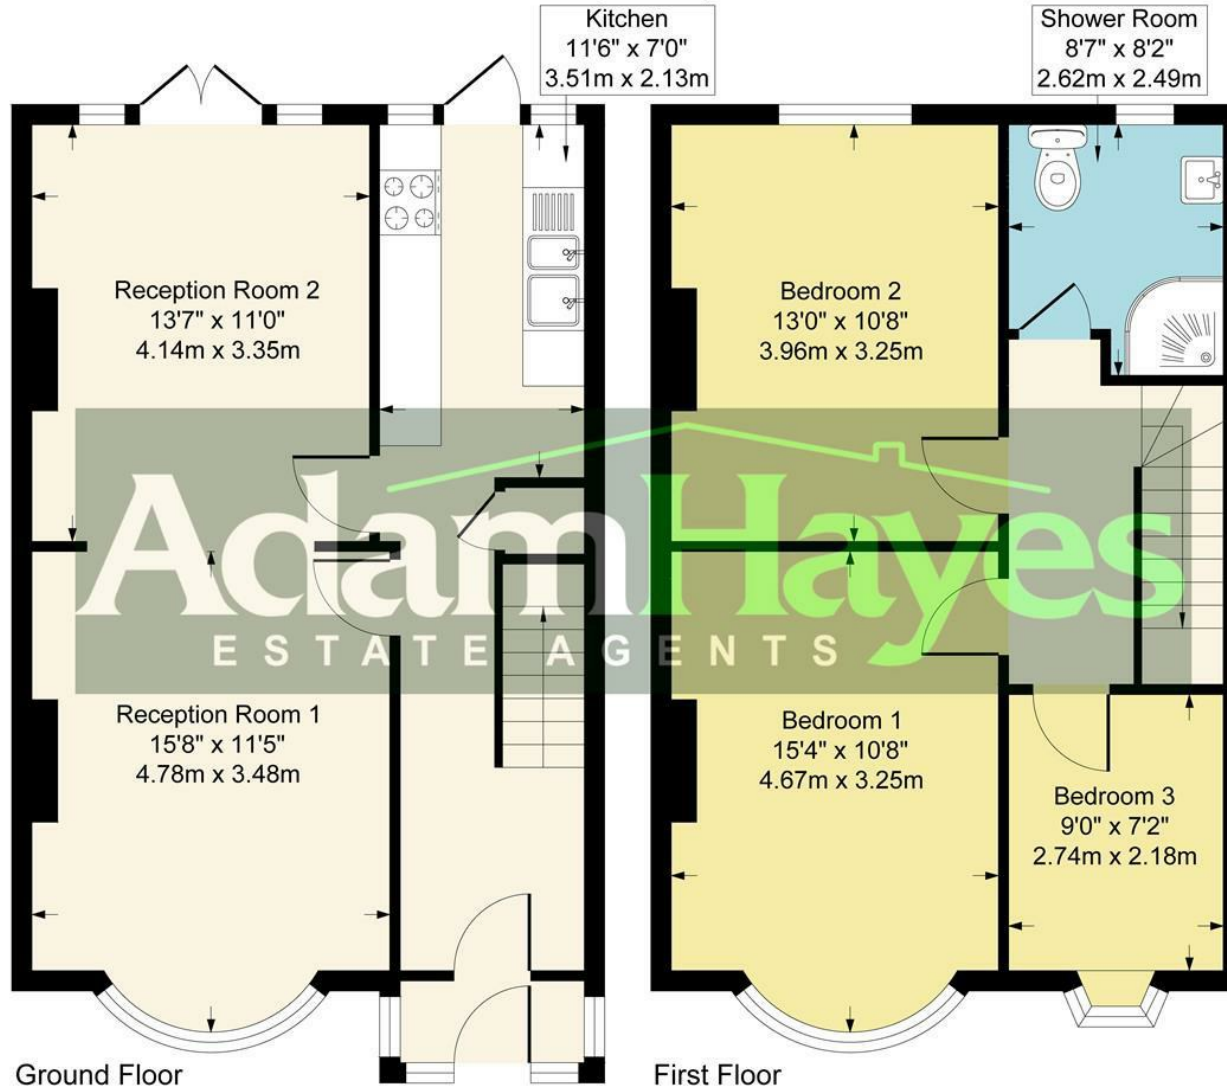 Kitchen
11'6" x 7'0"
3.51m x 2.13m
Shower Room
8'7" x 8'2"
2.62m x 2.49m
Reception Room 2
13'7" x 11'0"
4.14m x 3.35m
Bedroom 2
13'0" x 10'8"
3.96m x 3.25m
AdamHayes
ESTATE AGENTS
Reception Room 1
15'8" x 11'5"
4.78m x 3.48m
Bedroom 1
15'4" x 10'8"
4.67m x 3.25m
Bedroom 3
9'0" x 7'2"
2.74m x 2.18m
Ground Floor
First Floor